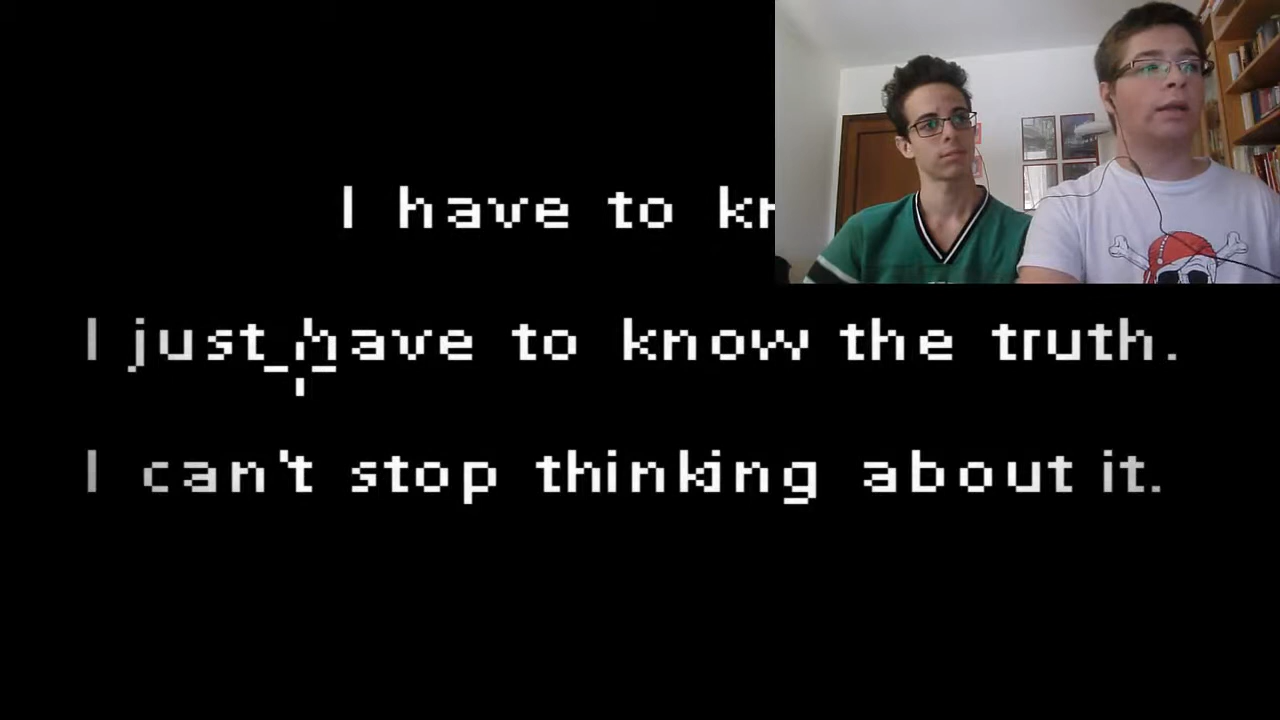 I have to
I just have to know the truth.
I can't stop thinking about it.